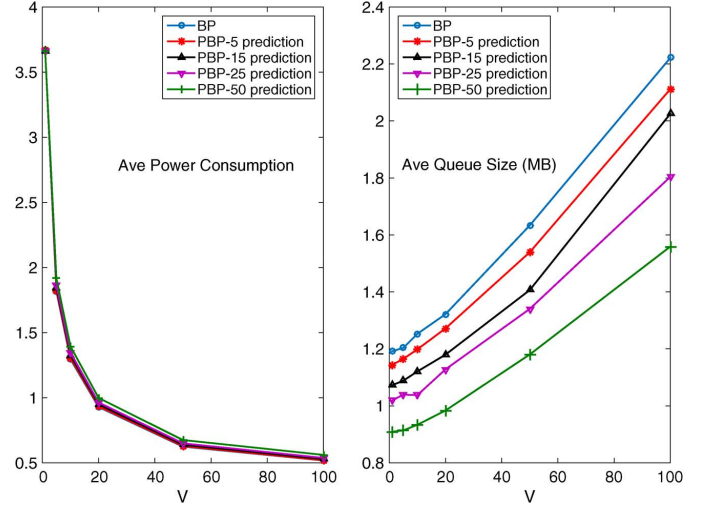 4
3.5
3
2.5
2
1.5
1
0.5
0
20
40
60
80
100
V
BP
PBP-5 prediction
PBP-15 prediction
PBP-25 prediction
PBP-50 prediction
Ave Power Consumption
2.4
2.2
2
1.8
1.6
1.4
1.2
1
0.8
0
20
40
60
80
100
V
BP
PBP-5 prediction
PBP-15 prediction
PBP-25 prediction
PBP-50 prediction
Ave Queue Size (MB)